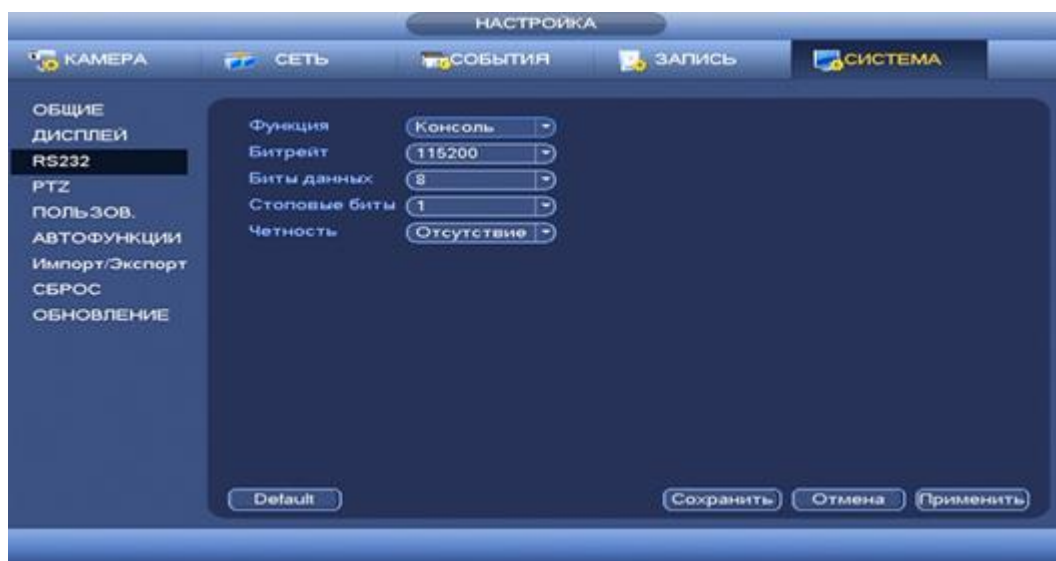 НАСТРОЙКА
КАМЕРА СЕТЬ СОБЫТИЯ ЗАПИСЬ СИСТЕМА
ОБЩИЕ
ДИСПЛЕЙ
RS232
PTZ
ПОЛЬЗОВ.
АВТОФУНКЦИИ
Импорт/Экспорт
СБРОС
ОБНОВЛЕНИЕ
Функция Консоль
Битрейт 115200
Биты данных 8
Стоповые биты 1
Четность Отсутствие
Default Сохранить Отмена Применить